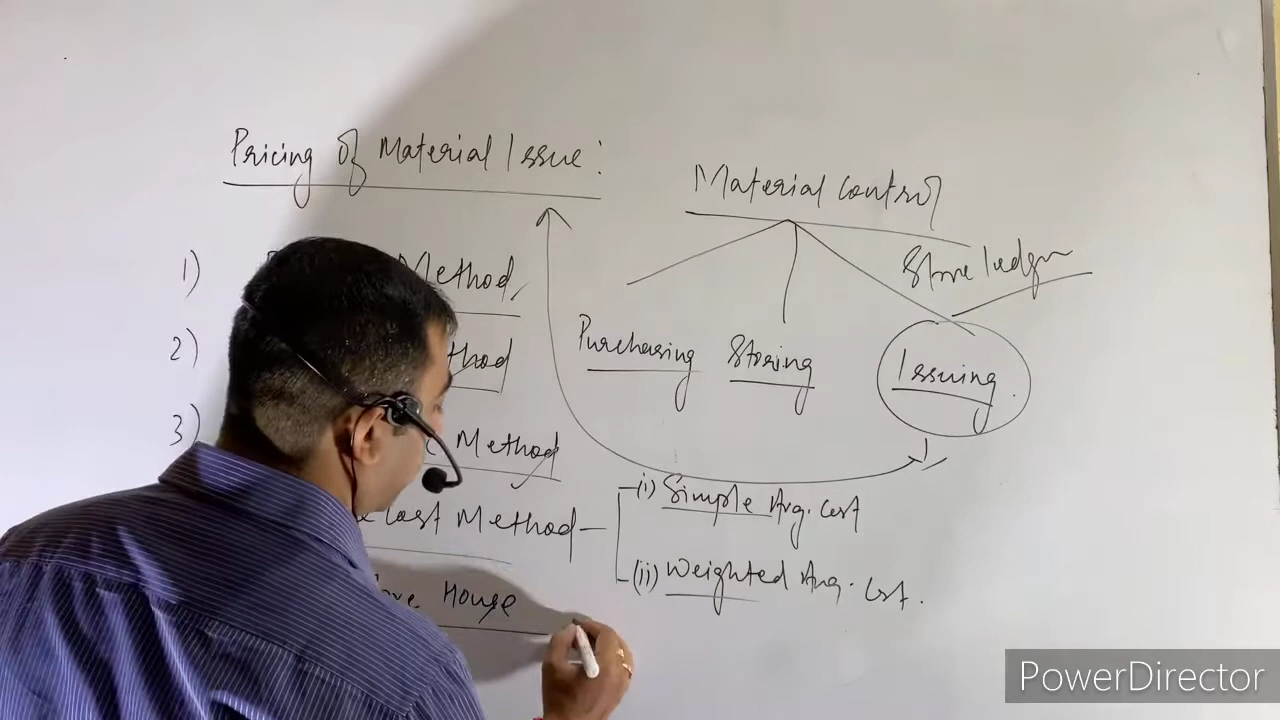 Pricing of Material Issue:
1) Method
2)
3) Method
Cost Method
(i) Simple Avg. Cost
(ii) Weighted Avg. Cost.
House
Material control
Store ledger
Purchasing
Storing
Issuing
PowerDirector